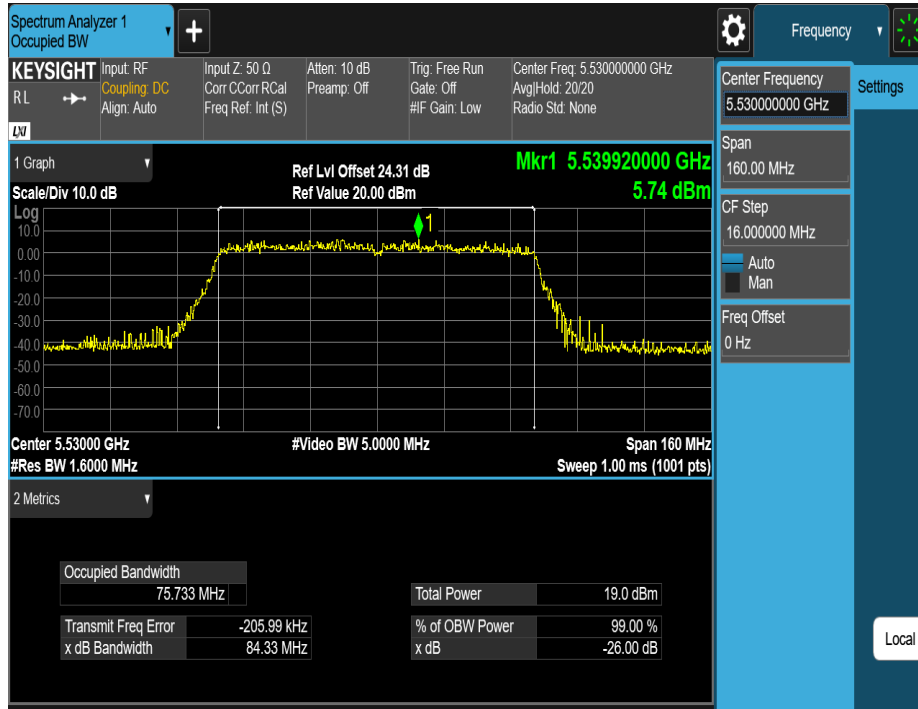 Spectrum Analyzer 1
Occupied BW
+
Frequency
KEYSIGHT
R L
LXI
Input: RF
Coupling: DC
Align: Auto
Input Z: 50 Ω
Corr CCorr RCal
Freq Ref: Int (S)
Atten: 10 dB
Preamp: Off
Trig: Free Run
Gate: Off
#IF Gain: Low
Center Freq: 5.530000000 GHz
Avg|Hold: 20/20
Radio Std: None
1 Graph
Scale/Div 10.0 dB
Ref Lvl Offset 24.31 dB
Ref Value 20.00 dBm
Mkr1 5.539920000 GHz
5.74 dBm
Log
10.0
0.00
-10.0
-20.0
-30.0
-40.0
-50.0
-60.0
-70.0
1
Center 5.53000 GHz
#Video BW 5.0000 MHz
Span 160 MHz
#Res BW 1.6000 MHz
Sweep 1.00 ms (1001 pts)
2 Metrics
Occupied Bandwidth
75.733 MHz
Total Power 19.0 dBm
Transmit Freq Error -205.99 kHz
% of OBW Power 99.00 %
x dB Bandwidth 84.33 MHz
x dB -26.00 dB
Center Frequency
5.530000000 GHz
Settings
Span
160.00 MHz
CF Step
16.000000 MHz
Auto
Man
Freq Offset
0 Hz
Local